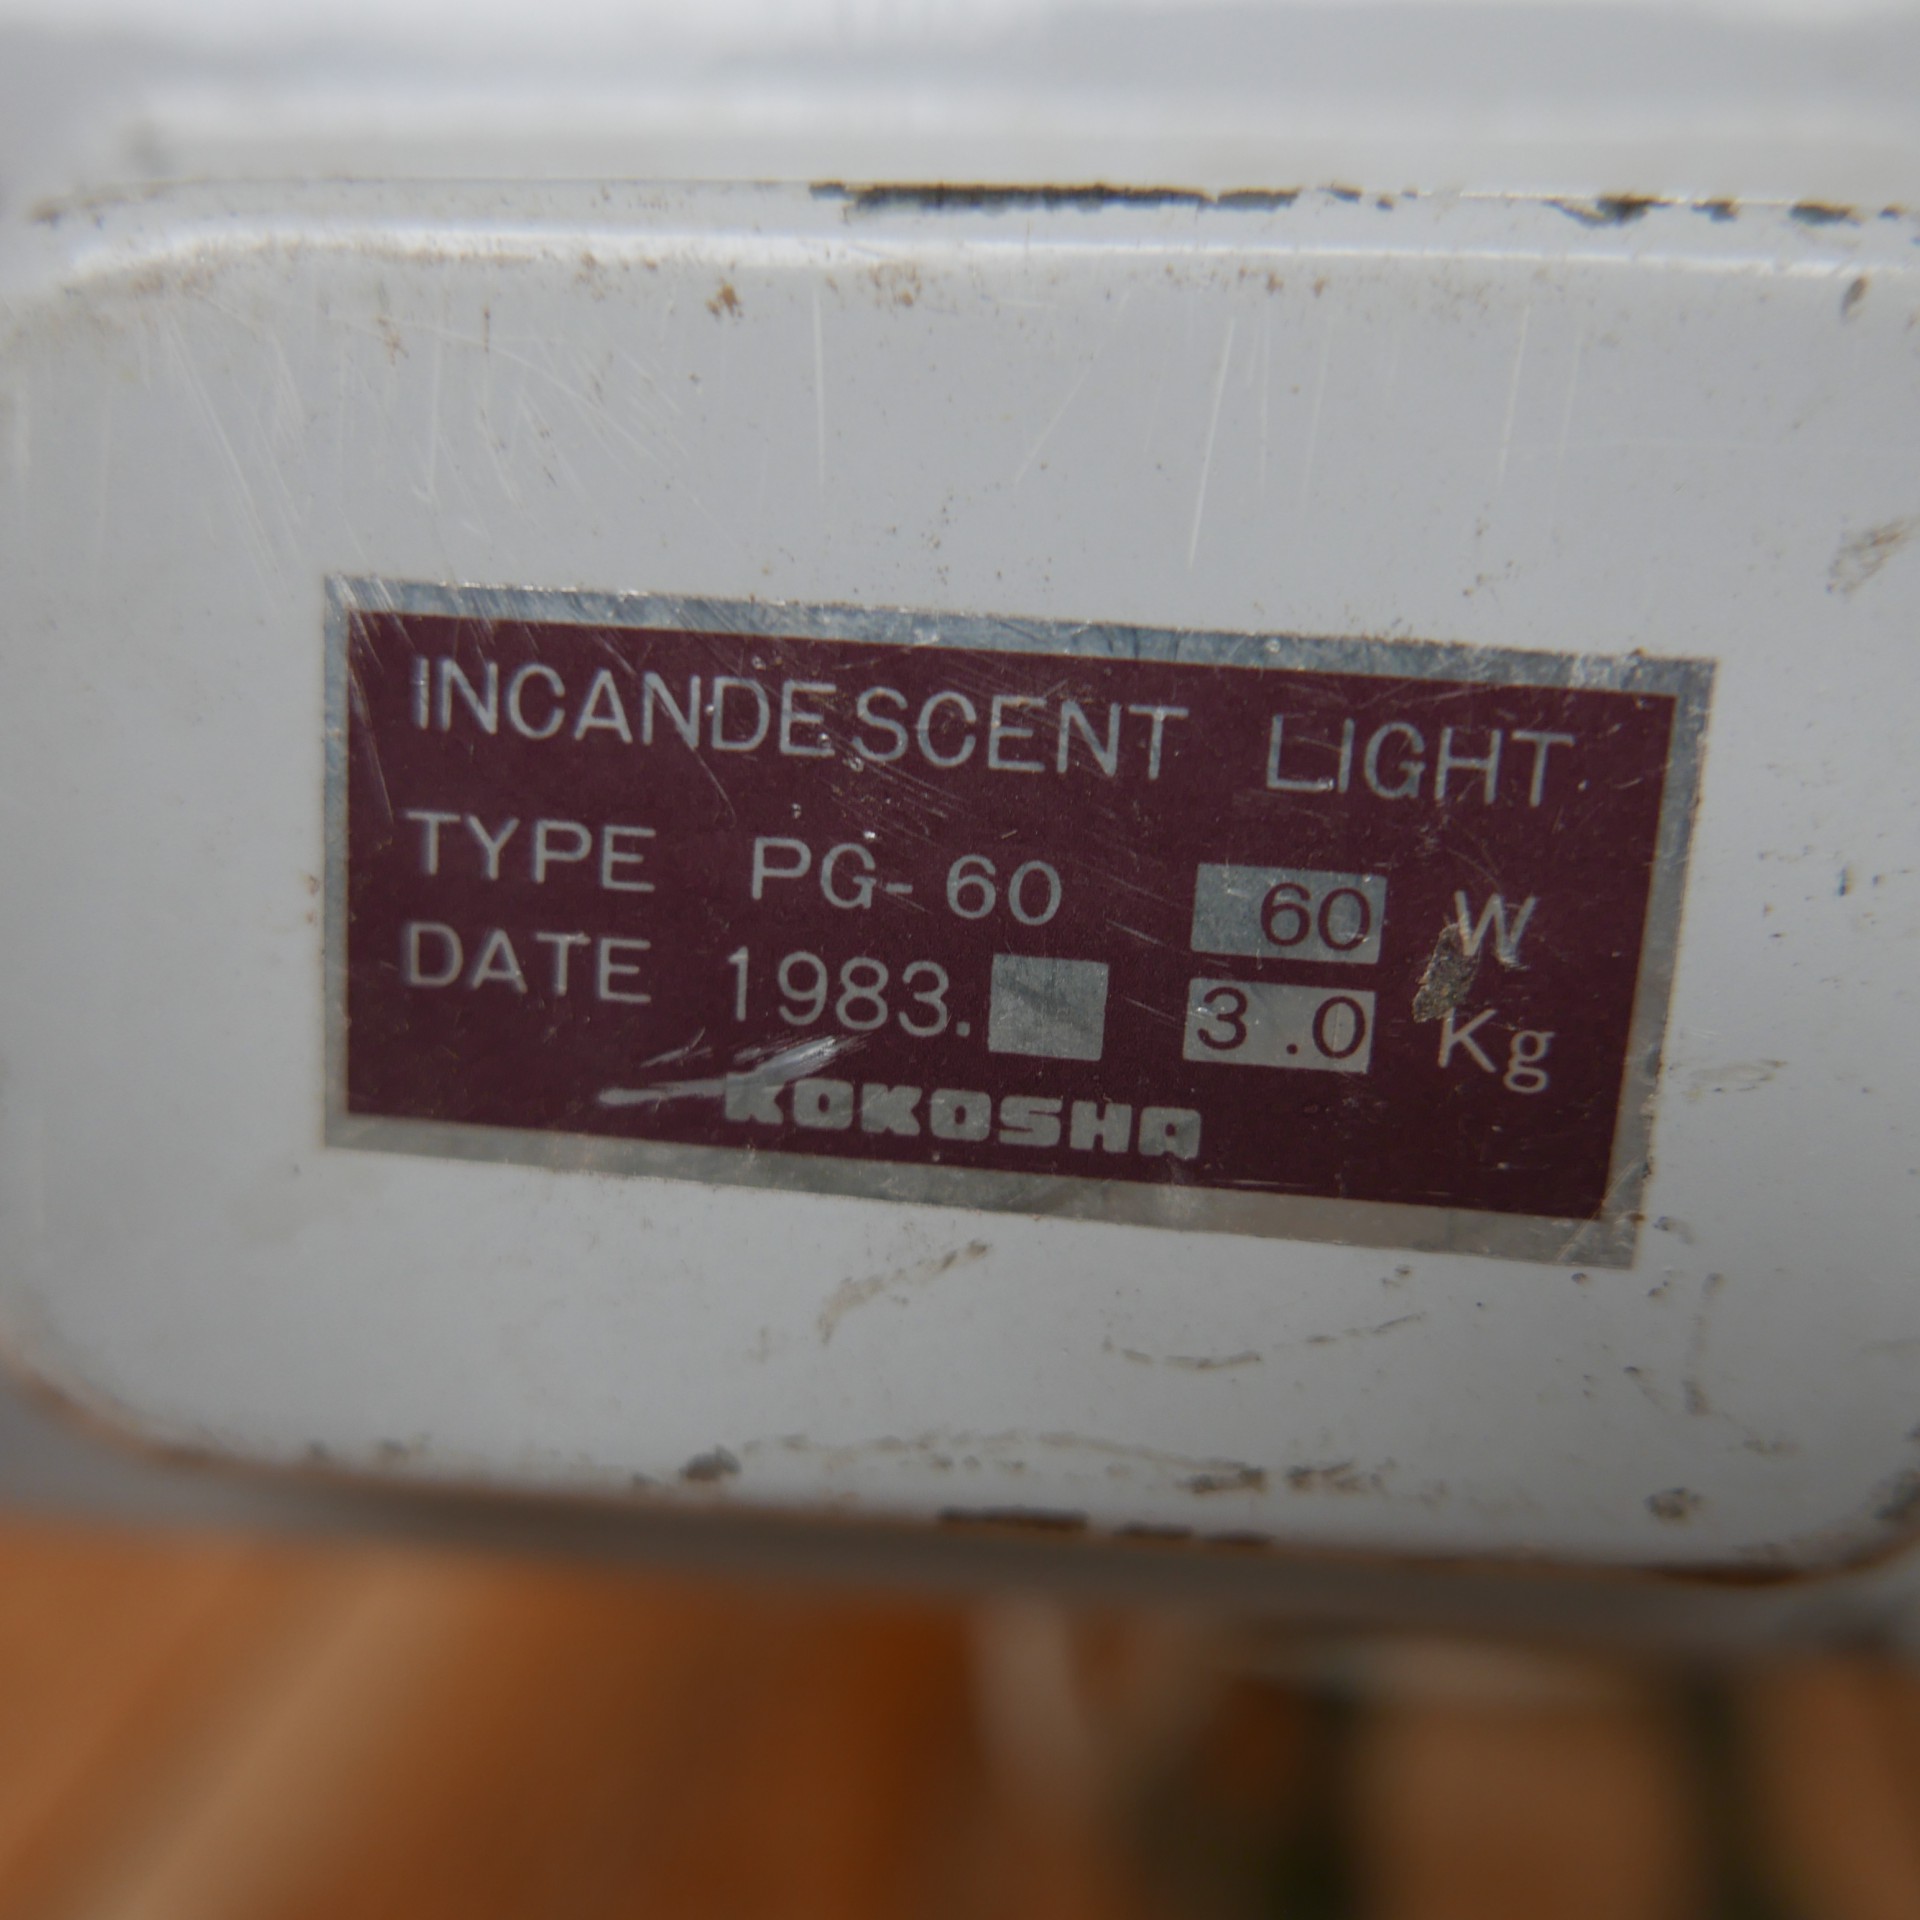 INCANDESCENT LIGHT
TYPE PG-60 60 W
DATE 1983. 3.0 Kg
KOKOSHA